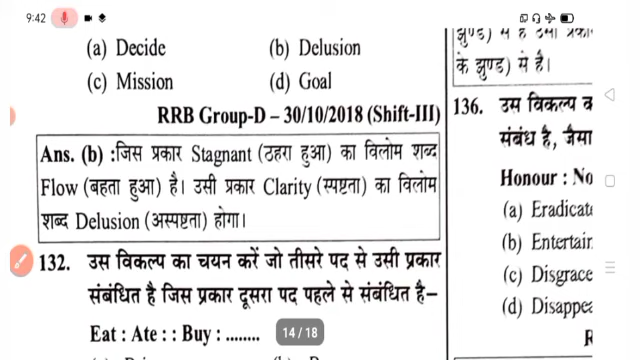 9:42
(a) Decide (b) Delusion
(c) Mission (d) Goal
RRB Group-D – 30/10/2018 (Shift-III)
Ans. (b) : जिस प्रकार Stagnant (ठहरा हुआ) का विलोम शब्द
Flow (बहता हुआ) है। उसी प्रकार Clarity (स्पष्टता) का विलोम
शब्द Delusion (अस्पष्टता) होगा।
132. उस विकल्प का चयन करें जो तीसरे पद से उसी प्रकार
संबंधित है जिस प्रकार दूसरा पद पहले से संबंधित है–
Eat : Ate : : Buy : ........
14 / 18
के झुण्ड) से है।
136. उस विकल्प
संबंध है, जैसा
Honour : No
(a) Eradicat
(b) Entertain
(c) Disgrace
(d) Disappea